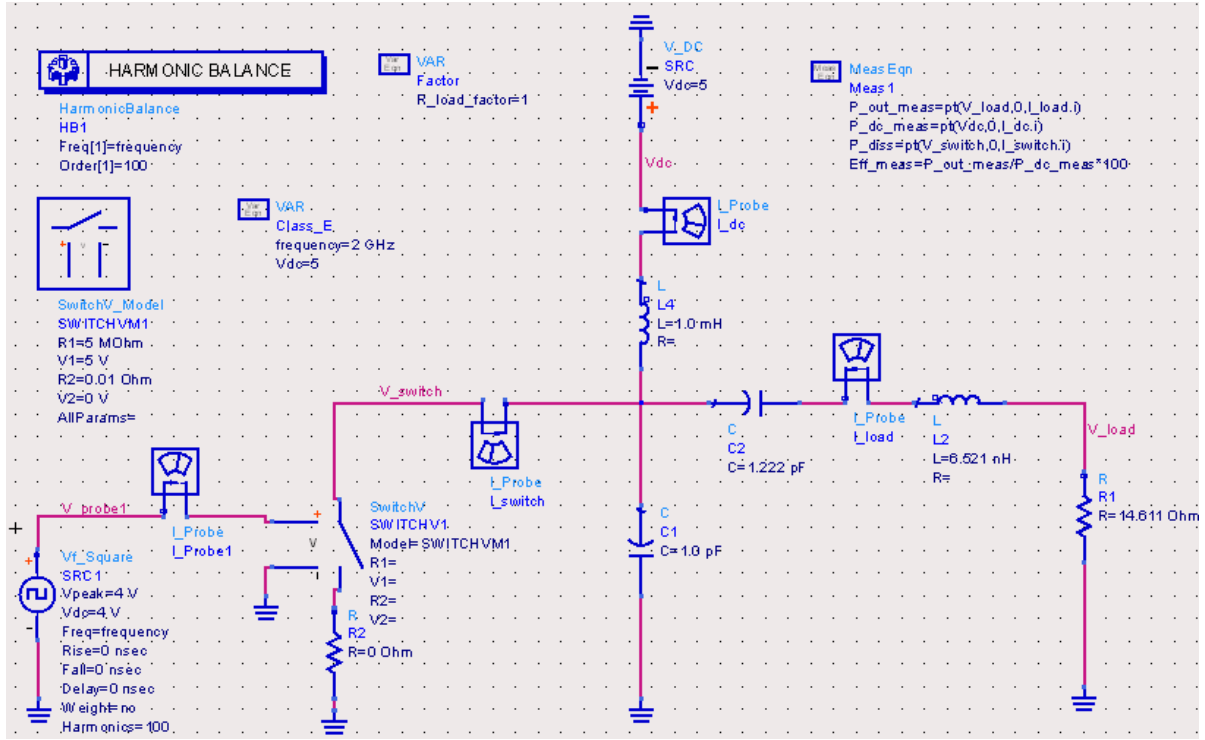 HARMONIC BALANCE
HarmonicBalance
HB1
Freq[1]=frequency
Order[1]=100
Var
Eqn
VAR
Factor
R_load_factor=1
V_DC
SRC
Vdc=5
Meas
Eqn
MeasEqn
Meas1
P_out_meas=pt(V_load,0,I_load.i)
P_dc_meas=pt(Vdc,0,I_dc.i)
P_diss=pt(V_switch,0,I_switch.i)
Eff_meas=P_out_meas/P_dc_meas*100
Vdc
I_Probe
I_dc
Var
Eqn
VAR
Class_E
frequency=2 GHz
Vdc=5
+ v -
SwitchV_Model
SWITCHVM1
R1=5 MOhm
V1=5 V
R2=0.01 Ohm
V2=0 V
AllParams=
L
L4
L=1.0 mH
R=
V_switch
I_Probe
I_switch
C
C2
C=1.222 pF
I_Probe
I_load
L
L2
L=6.521 nH
R=
V_load
R
R1
R=14.611 Ohm
C
C1
C=1.0 pF
V_probe1
I_Probe
I_Probe1
V
SwitchV
SWITCHV1
Model=SWITCHVM1
R1=
V1=
R2=
V2=
R
R2
R=0 Ohm
Vf_Square
SRC1
Vpeak=4 V
Vdc=4 V
Freq=frequency
Rise=0 nsec
Fall=0 nsec
Delay=0 nsec
Weight=no
Harmonics=100